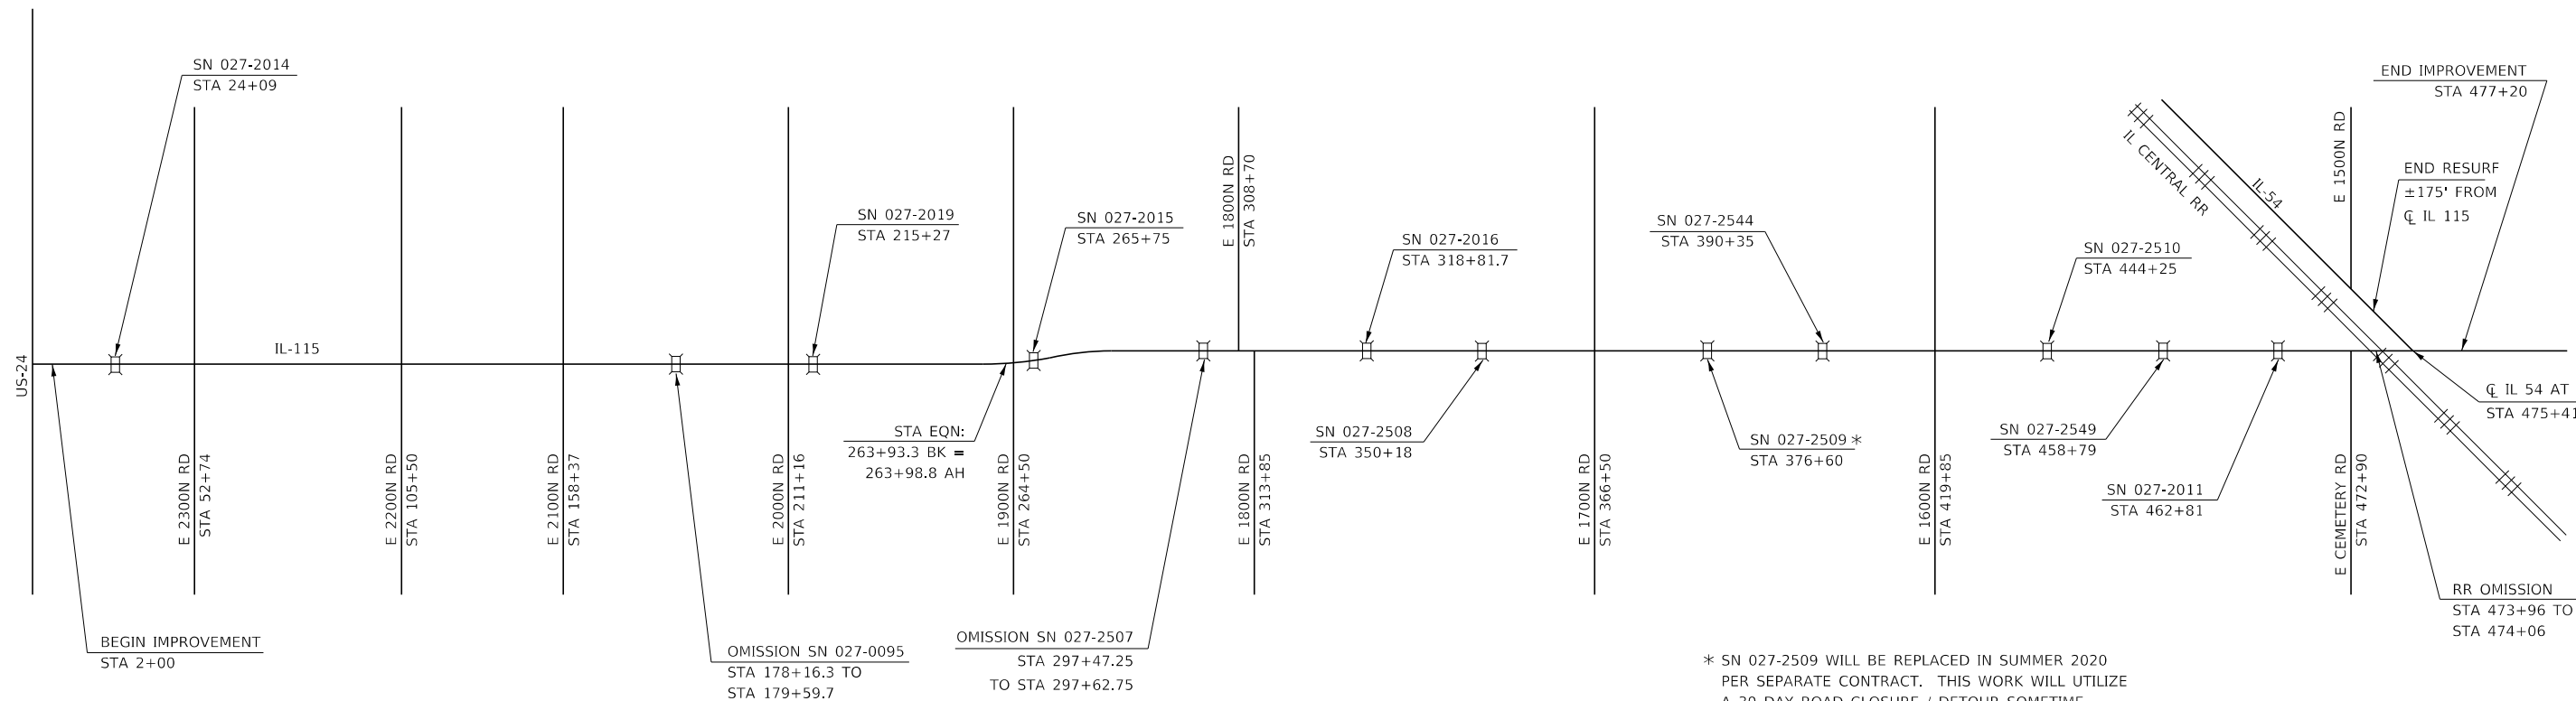 SN 027-2014
STA 24+09
END IMPROVEMENT
STA 477+20
IL CENTRAL RR
IL-54
E 1500N RD
END RESURF
±175' FROM
℄ IL 115
E 1800N RD
STA 308+70
SN 027-2019
STA 215+27
SN 027-2015
STA 265+75
SN 027-2016
STA 318+81.7
SN 027-2544
STA 390+35
SN 027-2510
STA 444+25
US-24
IL-115
℄ IL 54 AT
STA 475+41
STA EQN:
263+93.3 BK =
263+98.8 AH
SN 027-2508
STA 350+18
SN 027-2509 *
STA 376+60
SN 027-2549
STA 458+79
SN 027-2011
STA 462+81
E 2300N RD
STA 52+74
E 2200N RD
STA 105+50
E 2100N RD
STA 158+37
E 2000N RD
STA 211+16
E 1900N RD
STA 264+50
E 1800N RD
STA 313+85
E 1700N RD
STA 366+50
E 1600N RD
STA 419+85
E CEMETERY RD
STA 472+90
RR OMISSION
STA 473+96 TO
STA 474+06
BEGIN IMPROVEMENT
STA 2+00
OMISSION SN 027-0095
STA 178+16.3 TO
STA 179+59.7
OMISSION SN 027-2507
STA 297+47.25
TO STA 297+62.75
* SN 027-2509 WILL BE REPLACED IN SUMMER 2020
PER SEPARATE CONTRACT. THIS WORK WILL UTILIZE
A 30 DAY ROAD CLOSURE / DETOUR SOMETIME